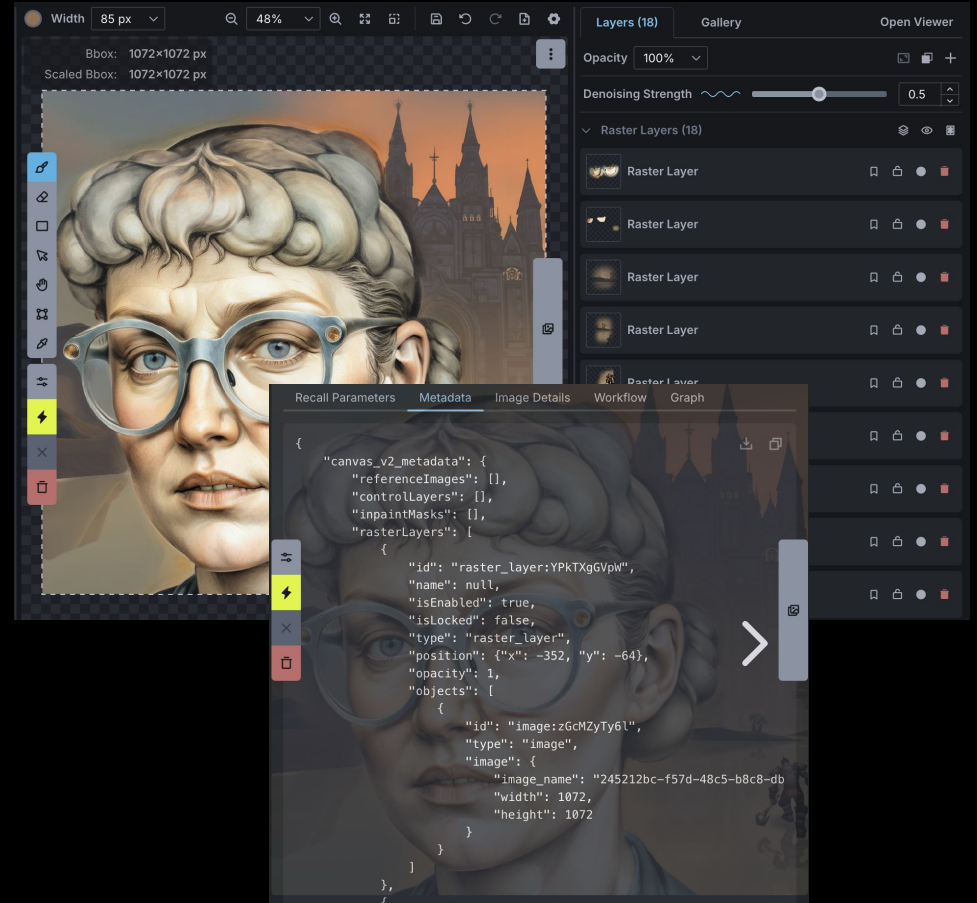 Width 85 px 48%
Bbox: 1072×1072 px
Scaled Bbox: 1072×1072 px
Layers (18) Gallery Open Viewer
Opacity 100%
Denoising Strength 0.5
Raster Layers (18)
Raster Layer
Raster Layer
Raster Layer
Raster Layer
Raster Layer
Recall Parameters Metadata Image Details Workflow Graph
{
"canvas_v2_metadata": {
"referenceImages": [],
"controlLayers": [],
"inpaintMasks": [],
"rasterLayers": [
{
"id": "raster_layer:YPkTXgGVpW",
"name": null,
"isEnabled": true,
"isLocked": false,
"type": "raster_layer",
"position": {"x": -352, "y": -64},
"opacity": 1,
"objects": [
{
"id": "image:zGcMZyTy6l",
"type": "image",
"image": {
"image_name": "245212bc-f57d-48c5-b8c8-db
"width": 1072,
"height": 1072
}
}
]
},
{